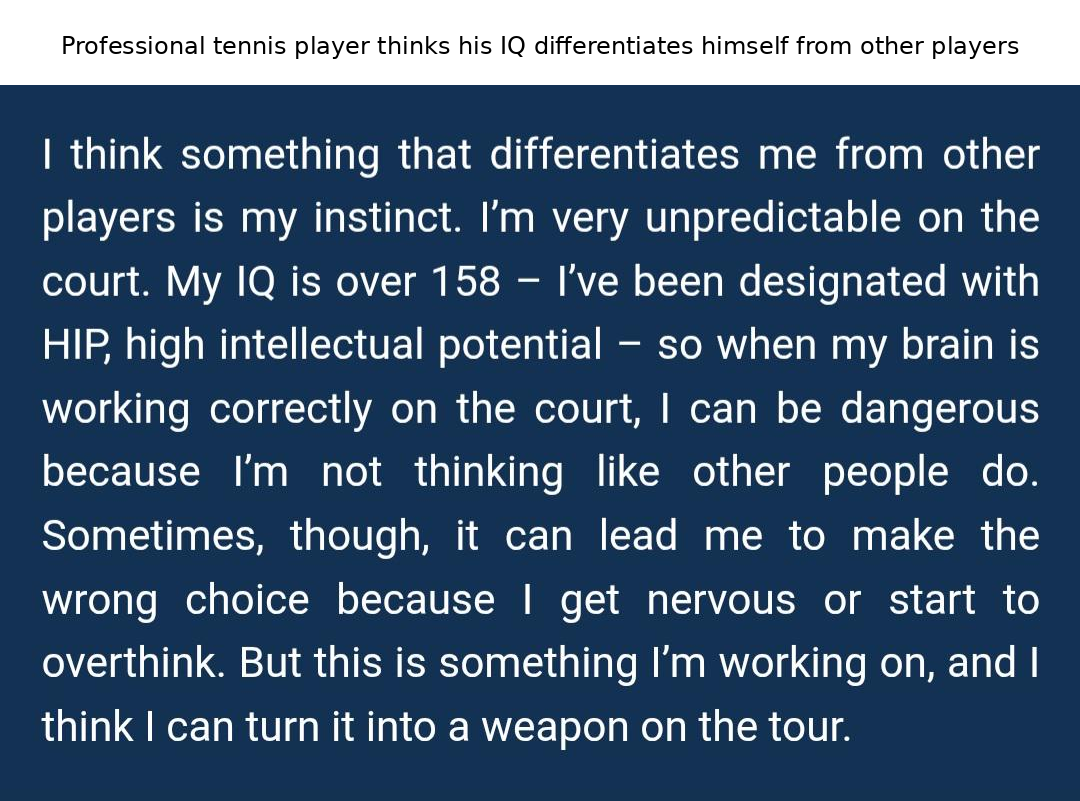 Professional tennis player thinks his IQ differentiates himself from other players
I think something that differentiates me from other
players is my instinct. I’m very unpredictable on the
court. My IQ is over 158 – I’ve been designated with
HIP, high intellectual potential – so when my brain is
working correctly on the court, I can be dangerous
because I’m not thinking like other people do.
Sometimes, though, it can lead me to make the
wrong choice because I get nervous or start to
overthink. But this is something I’m working on, and I
think I can turn it into a weapon on the tour.